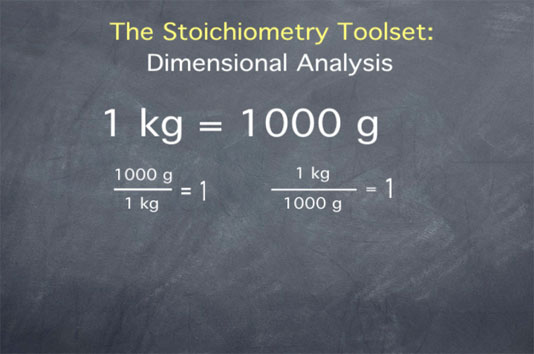 The Stoichiometry Toolset:
Dimensional Analysis
1 kg = 1000 g
1000 g / 1 kg = 1
1 kg / 1000 g = 1